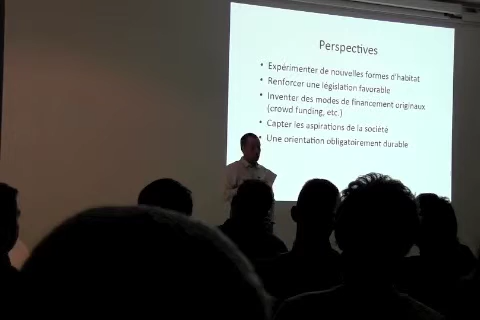 Perspectives
• Expérimenter de nouvelles formes d'habitat
• Renforcer une législation favorable
• Inventer des modes de financement originaux
(crowd funding, etc.)
• Capter les aspirations de la société
• Une orientation obligatoirement durable